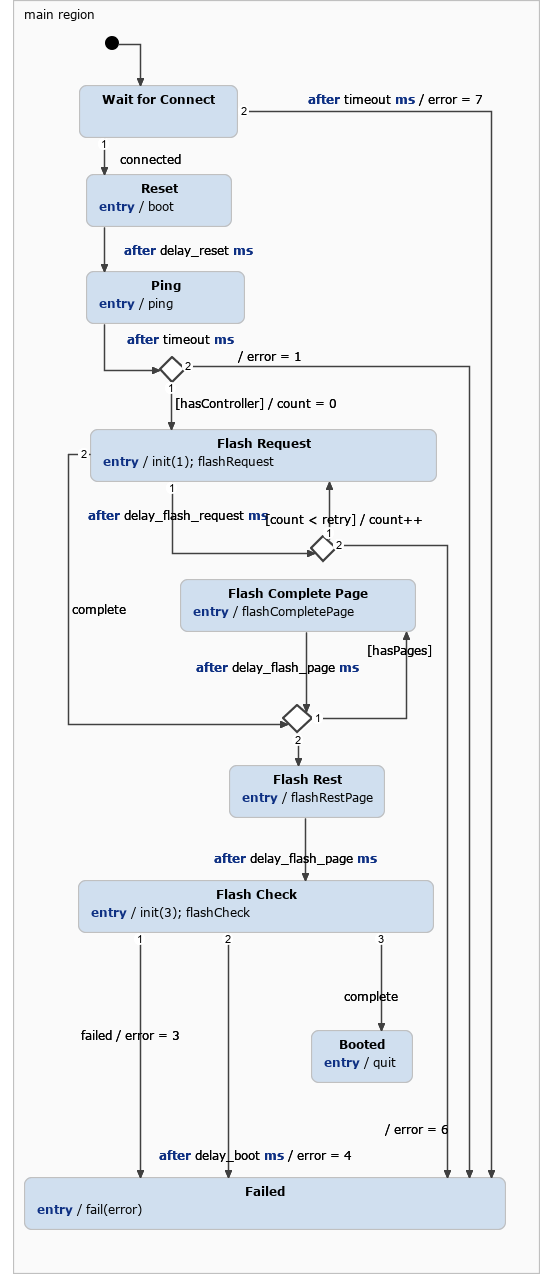 main region
Wait for Connect
2
after timeout ms / error = 7
1
connected
Reset
entry / boot
after delay_reset ms
Ping
entry / ping
after timeout ms
/ error = 1
2
1
[hasController] / count = 0
Flash Request
entry / init(1); flashRequest
2
1
after delay_flash_request ms
[count < retry] / count++
1
2
Flash Complete Page
entry / flashCompletePage
complete
[hasPages]
after delay_flash_page ms
1
2
Flash Rest
entry / flashRestPage
after delay_flash_page ms
Flash Check
entry / init(3); flashCheck
1
2
3
complete
failed / error = 3
Booted
entry / quit
/ error = 6
after delay_boot ms / error = 4
Failed
entry / fail(error)